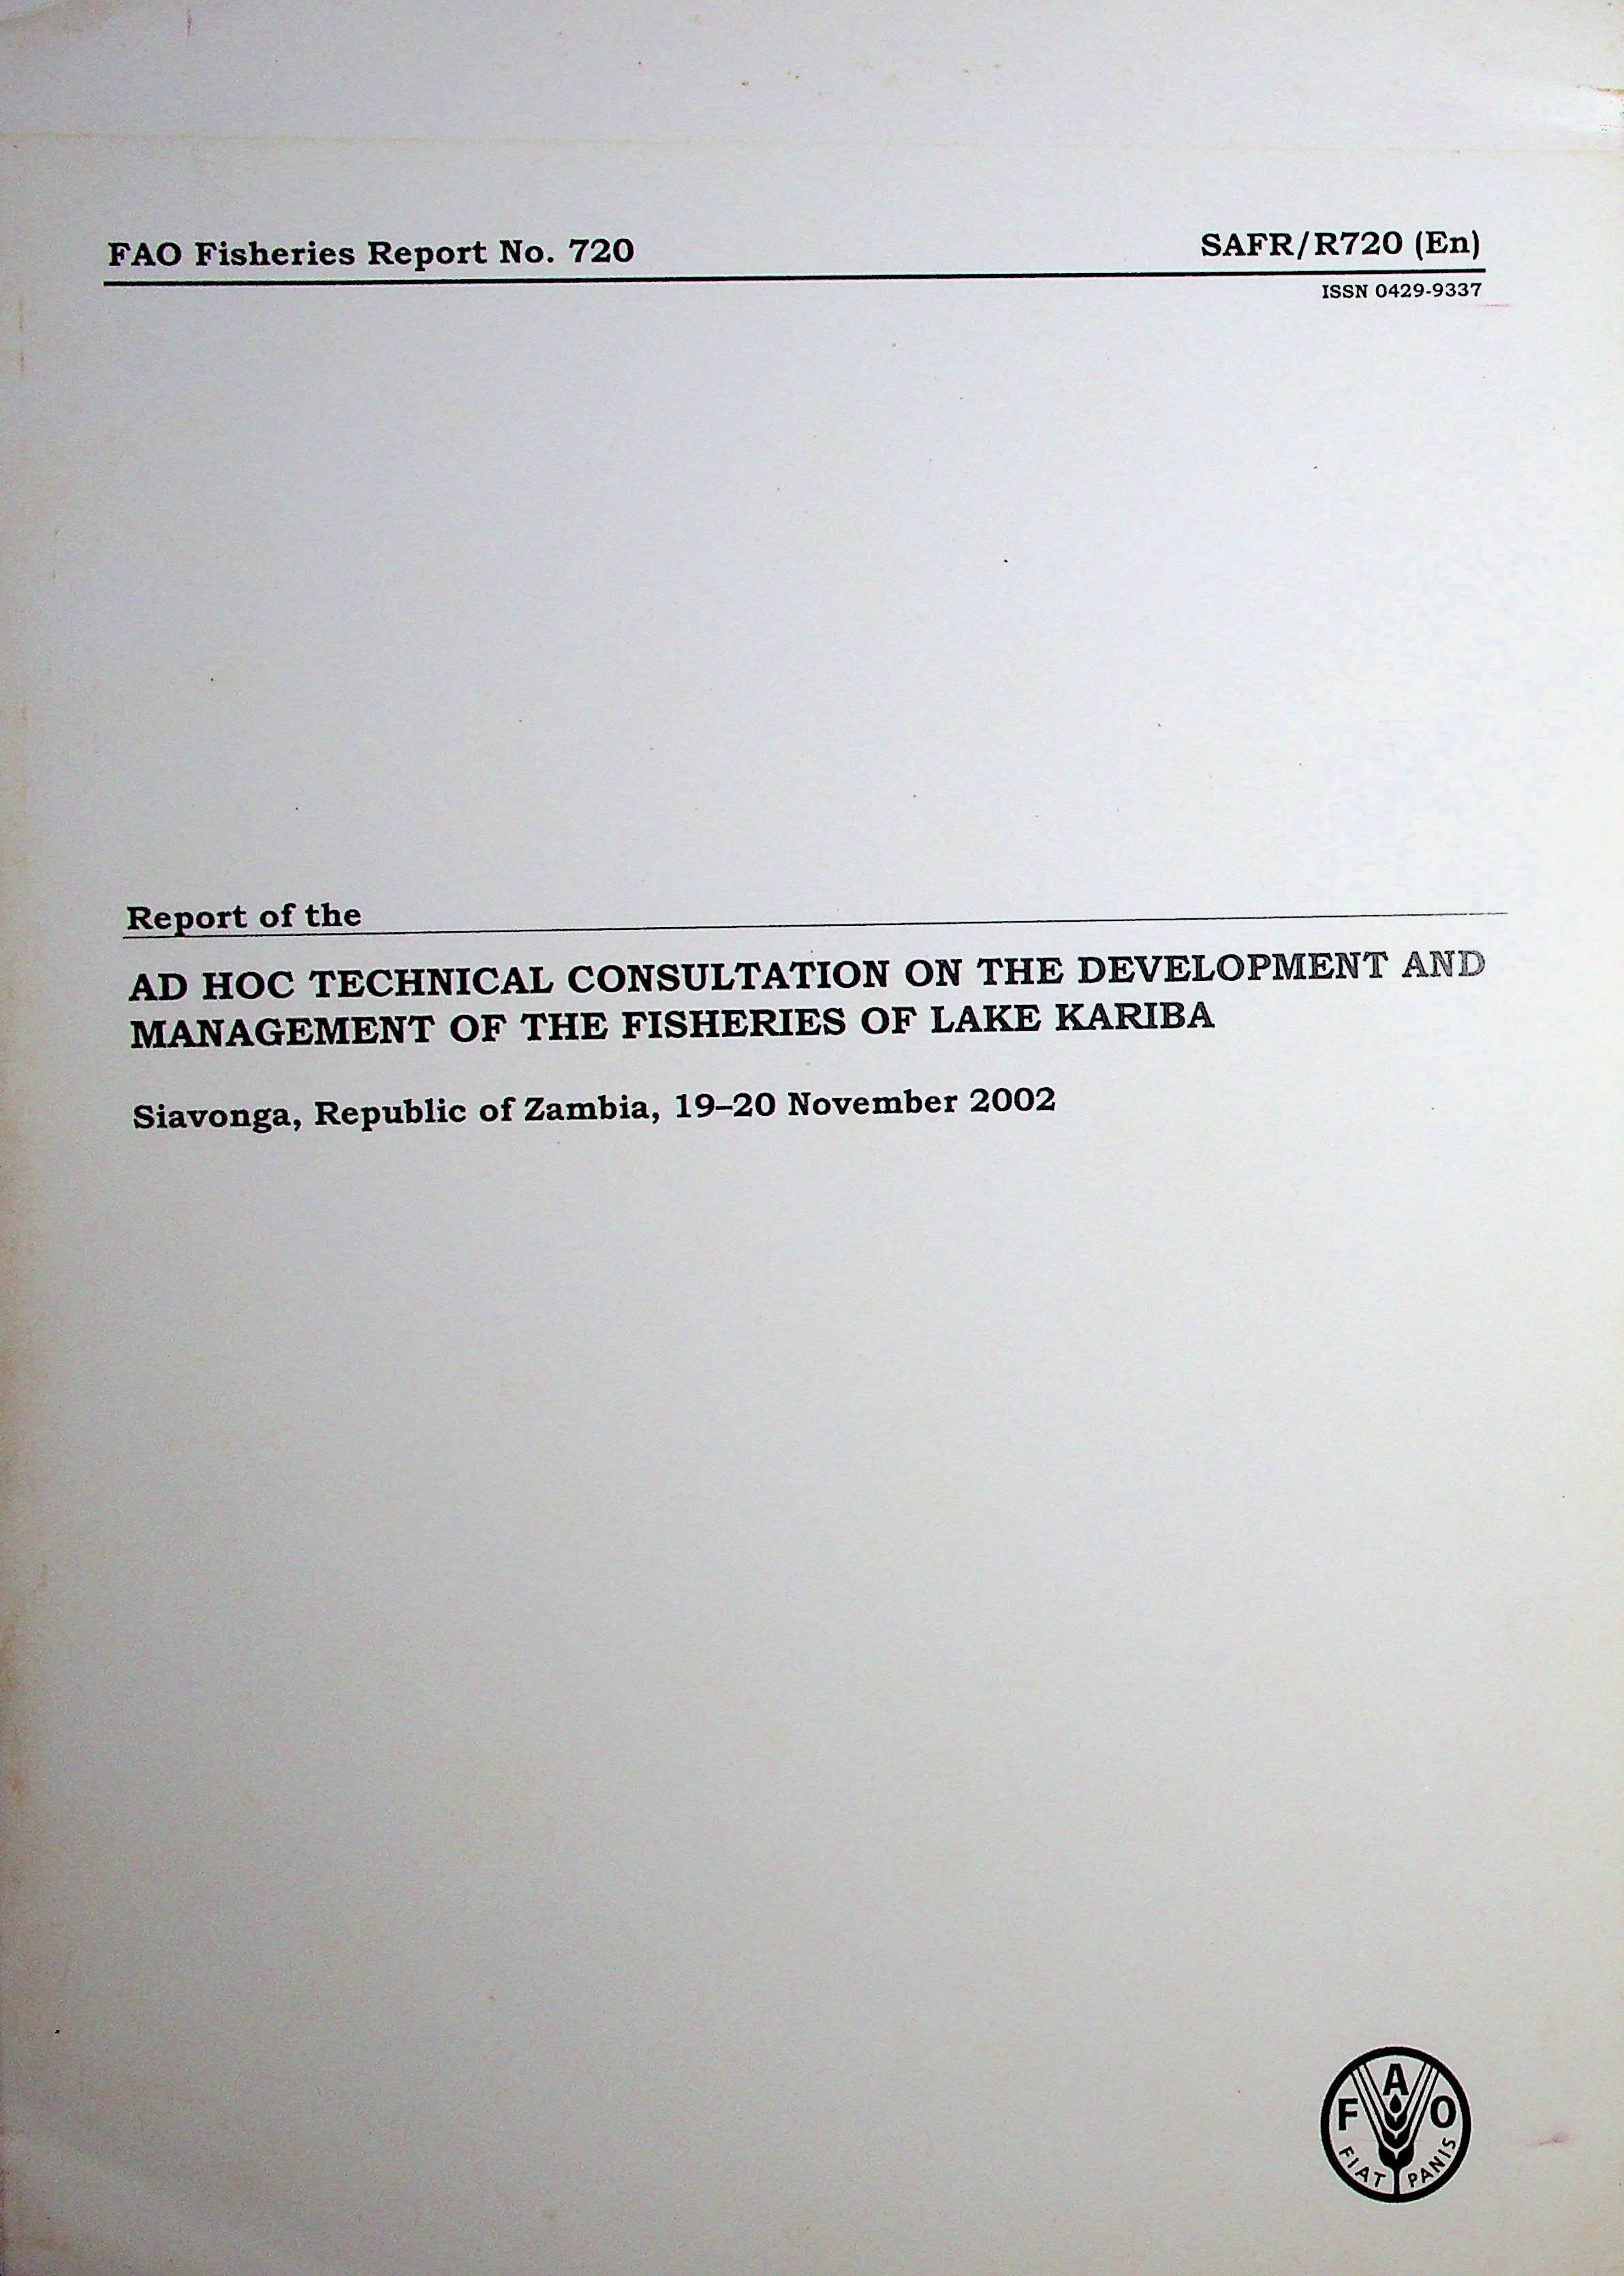 FAO Fisheries Report No. 720
SAFR/R720 (En)
ISSN 0429-9337
Report of the
AD HOC TECHNICAL CONSULTATION ON THE DEVELOPMENT AND
MANAGEMENT OF THE FISHERIES OF LAKE KARIBA
Siavonga, Republic of Zambia, 19–20 November 2002
F A O
FIAT PANIS